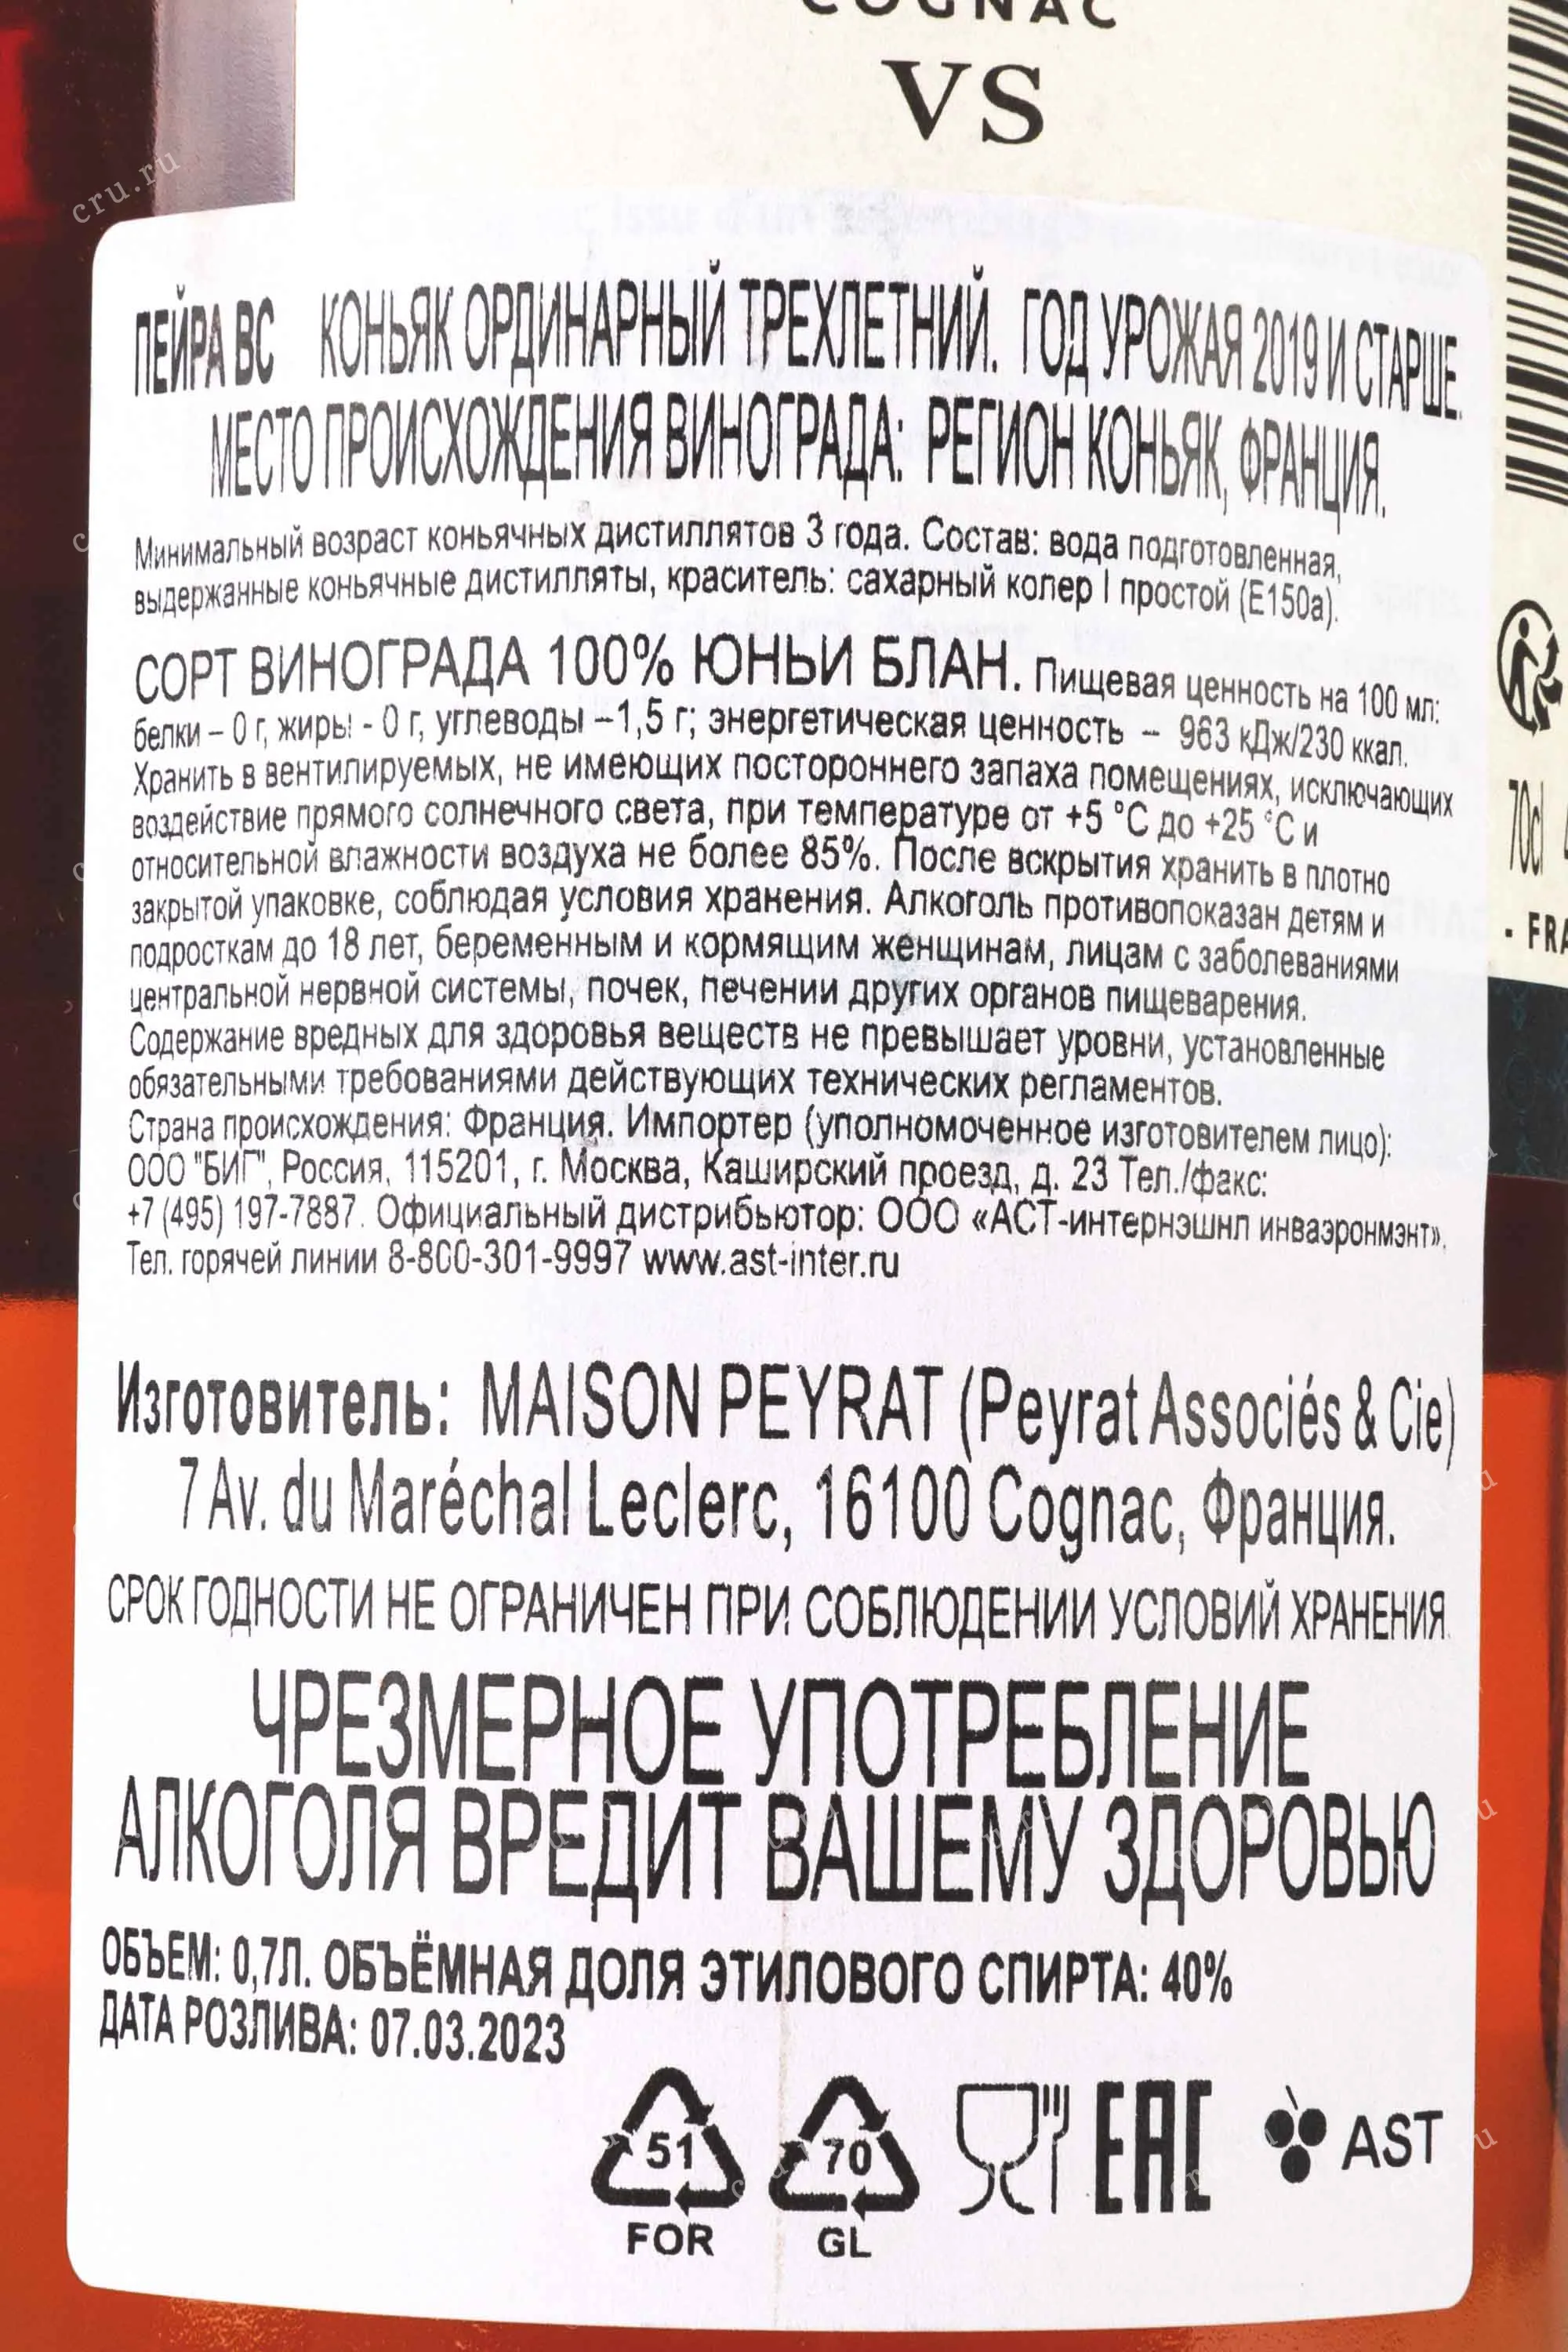 COGNAC
VS
ПЕЙРА ВС КОНЬЯК ОРДИНАРНЫЙ ТРЕХЛЕТНИЙ. ГОД УРОЖАЯ 2019 И СТАРШЕ.
МЕСТО ПРОИСХОЖДЕНИЯ ВИНОГРАДА: РЕГИОН КОНЬЯК, ФРАНЦИЯ.
Минимальный возраст коньячных дистиллятов 3 года. Состав: вода подготовленная,
выдержанные коньячные дистилляты, краситель: сахарный колер I простой (Е150а).
СОРТ ВИНОГРАДА 100% ЮНЬИ БЛАН. Пищевая ценность на 100 мл:
белки – 0 г, жиры - 0 г, углеводы –1,5 г; энергетическая ценность – 963 кДж/230 ккал.
Хранить в вентилируемых, не имеющих постороннего запаха помещениях, исключающих
воздействие прямого солнечного света, при температуре от +5 °С до +25 °С и
относительной влажности воздуха не более 85%. После вскрытия хранить в плотно
закрытой упаковке, соблюдая условия хранения. Алкоголь противопоказан детям и
подросткам до 18 лет, беременным и кормящим женщинам, лицам с заболеваниями
центральной нервной системы, почек, печении других органов пищеварения.
Содержание вредных для здоровья веществ не превышает уровни, установленные
обязательными требованиями действующих технических регламентов.
Страна происхождения: Франция. Импортер (уполномоченное изготовителем лицо):
ООО "БИГ", Россия, 115201, г. Москва, Каширский проезд, д. 23 Тел./факс:
+7 (495) 197-7887. Официальный дистрибьютор: ООО «АСТ-интернэшнл инваэронмэнт».
Тел. горячей линии 8-800-301-9997 www.ast-inter.ru
Изготовитель: MAISON PEYRAT (Peyrat Associés & Cie)
7 Av. du Maréchal Leclerc, 16100 Cognac, Франция.
СРОК ГОДНОСТИ НЕ ОГРАНИЧЕН ПРИ СОБЛЮДЕНИИ УСЛОВИЙ ХРАНЕНИЯ.
ЧРЕЗМЕРНОЕ УПОТРЕБЛЕНИЕ
АЛКОГОЛЯ ВРЕДИТ ВАШЕМУ ЗДОРОВЬЮ
ОБЪЕМ: 0,7Л. ОБЪЁМНАЯ ДОЛЯ ЭТИЛОВОГО СПИРТА: 40%
ДАТА РОЗЛИВА: 07.03.2023
51 70 EAC AST
FOR GL
70cl
cru.ru